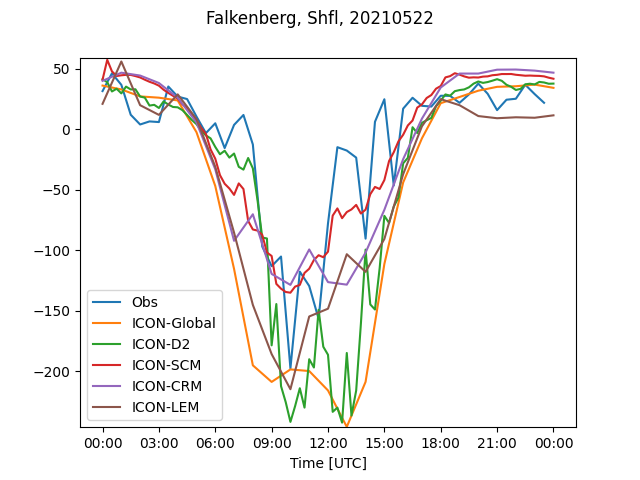 Falkenberg, Shfl, 20210522
50
0
−50
−100
−150
−200
Obs
ICON-Global
ICON-D2
ICON-SCM
ICON-CRM
ICON-LEM
00:00 03:00 06:00 09:00 12:00 15:00 18:00 21:00 00:00
Time [UTC]